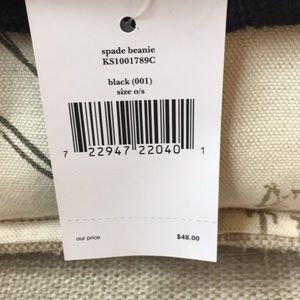 spade beanie
KS1001789C
black (001)
size o/s
7 22947 22040 1
our price $48.00